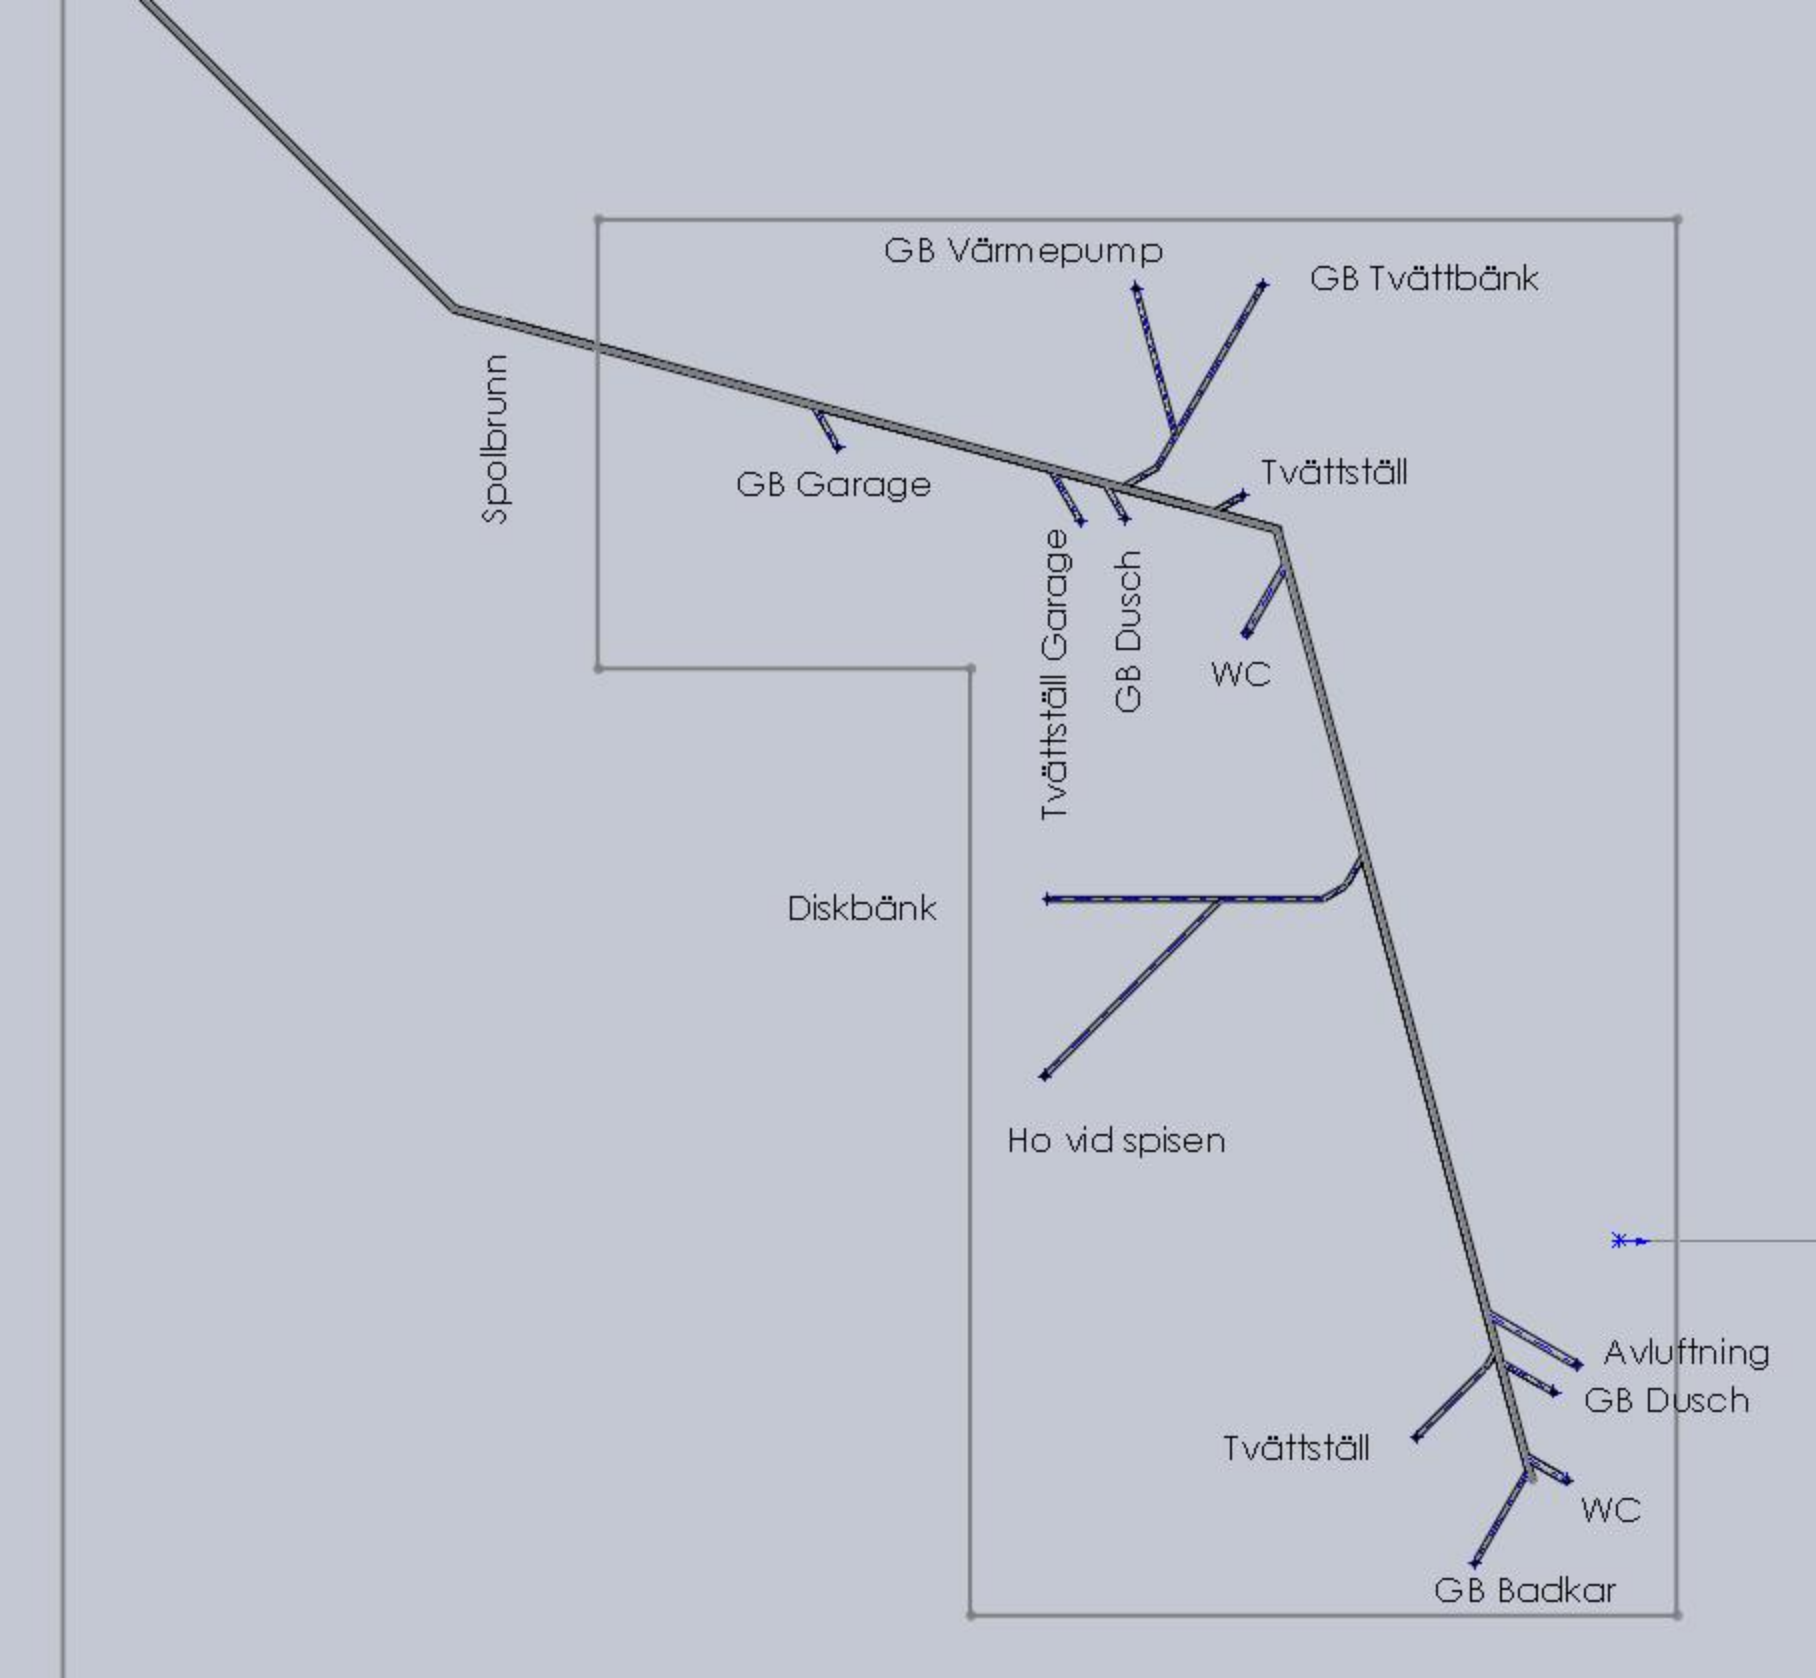 GB Värmepump
GB Tvättbänk
Spolbrunn
GB Garage
Tvättställ
Tvättställ Garage
GB Dusch
WC
Diskbänk
Ho vid spisen
Avluftning
GB Dusch
Tvättställ
WC
GB Badkar